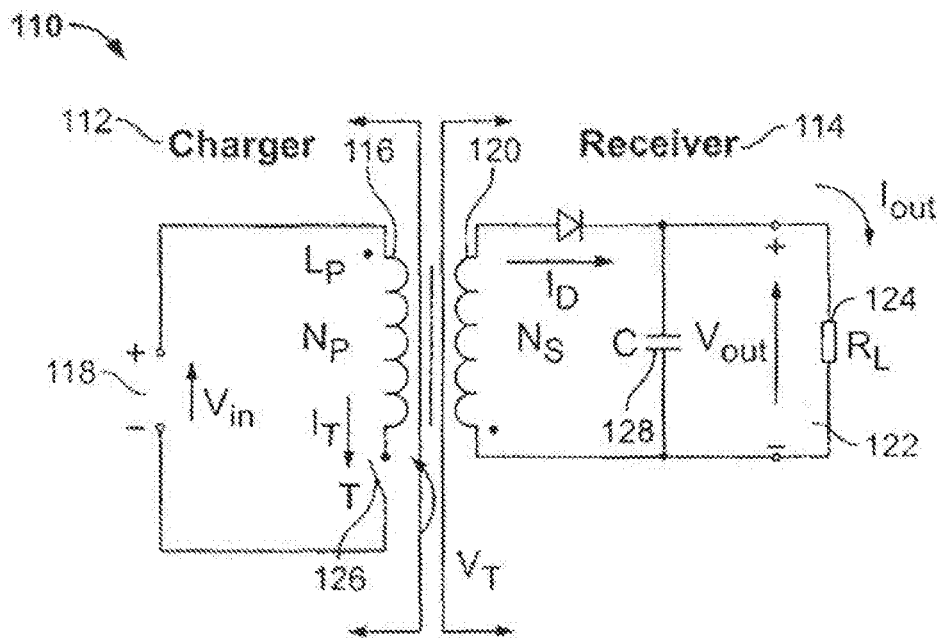 110
112 Charger 116 120 Receiver 114
I_out
L_P
+
I_D
124
N_P N_S C V_out R_L
+
118
V_in
−
I_T
128
−
122
T
126
V_T